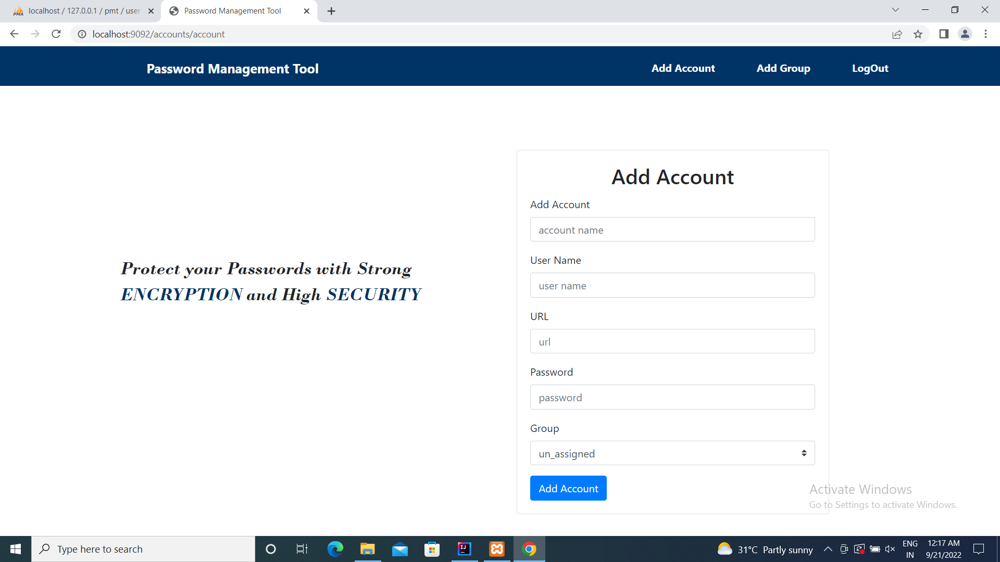 localhost / 127.0.0.1 / pmt / user
Password Management Tool
localhost:9092/accounts/account
Password Management Tool
Add Account
Add Group
LogOut
Protect your Passwords with Strong
ENCRYPTION and High SECURITY
Add Account
Add Account
account name
User Name
user name
URL
url
Password
password
Group
un_assigned
Add Account
Activate Windows
Go to Settings to activate Windows.
Type here to search
31°C Partly sunny
ENG
IN
12:17 AM
9/21/2022